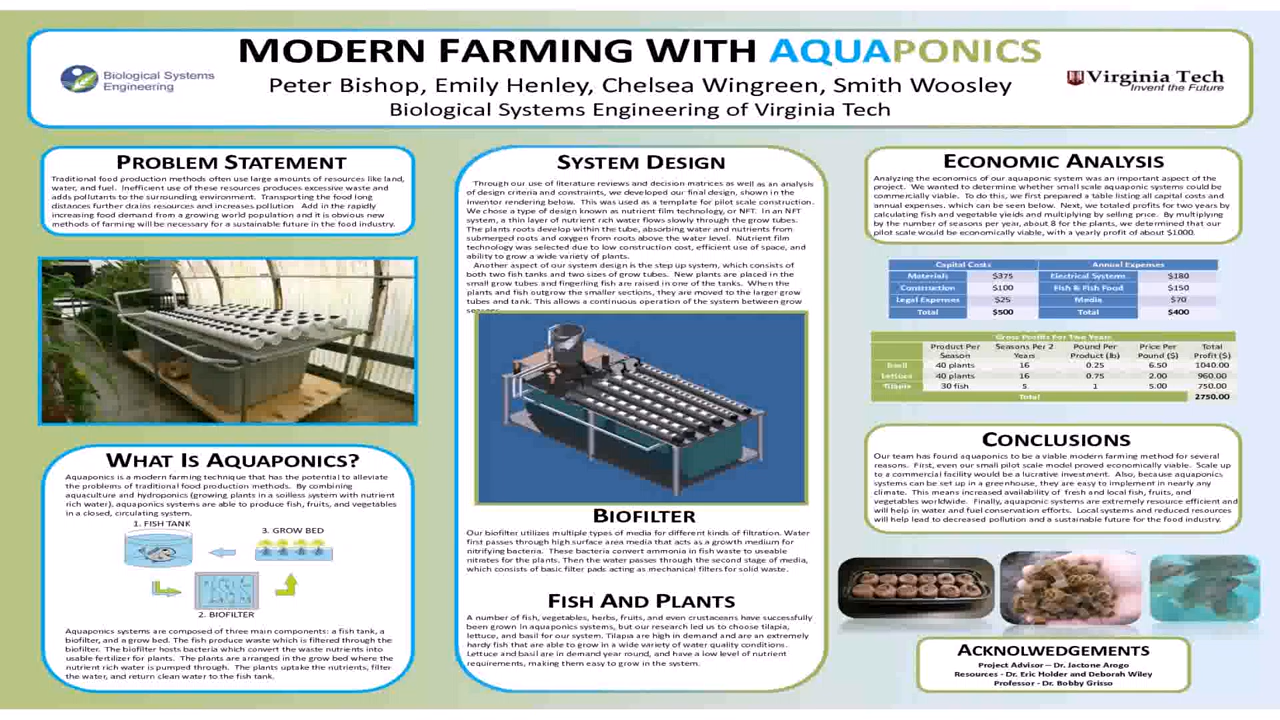 MODERN FARMING WITH AQUAPONICS
Peter Bishop, Emily Henley, Chelsea Wingreen, Smith Woosley
Biological Systems Engineering of Virginia Tech
Biological Systems
Engineering
Virginia Tech
Invent the Future
PROBLEM STATEMENT
Traditional food production methods often use large amounts of resources like land,
water, and fuel. Inefficient use of these resources produces excessive waste and
adds pollutants to the surrounding environment. Transporting the food long
distances further drains resources and increases pollution Add in the rapidly
increasing food demand from a growing world population and it is obvious new
methods of farming will be necessary for a sustainable future in the food industry.
WHAT IS AQUAPONICS?
Aquaponics is a modern farming technique that has the potential to alleviate
the problems of traditional food production methods. By combining
aquaculture and hydroponics (growing plants in a soilless system with nutrient
rich water), aquaponics systems are able to produce fish, fruits, and vegetables
in a closed, circulating system.
1. FISH TANK
3. GROW BED
2. BIOFILTER
Aquaponics systems are composed of three main components: a fish tank, a
biofilter, and a grow bed. The fish produce waste which is filtered through the
biofilter. The biofilter hosts bacteria which convert the waste nutrients into
usable fertilizer for plants. The plants are arranged in the grow bed where the
nutrient rich water is pumped through. The plants uptake the nutrients, filter
the water, and return clean water to the fish tank.
SYSTEM DESIGN
Through our use of literature reviews and decision matrices as well as an analysis
of design criteria and constraints, we developed our final design, shown in the
Inventor rendering below. This was used as a template for pilot scale construction.
We chose a type of design known as nutrient film technology, or NFT. In an NFT
system, a thin layer of nutrient rich water flows slowly through the grow tubes.
The plants roots develop within the tube, absorbing water and nutrients from
submerged roots and oxygen from roots above the water level. Nutrient film
technology was selected due to low construction cost, efficient use of space, and
ability to grow a wide variety of plants.
Another aspect of our system design is the step up system, which consists of
both two fish tanks and two sizes of grow tubes. New plants are placed in the
small grow tubes and fingerling fish are raised in one of the tanks. When the
plants and fish outgrow the smaller sections, they are moved to the larger grow
tubes and tank. This allows a continuous operation of the system between grow
BIOFILTER
Our biofilter utilizes multiple types of media for different kinds of filtration. Water
first passes through high surface area media that acts as a growth medium for
nitrifying bacteria. These bacteria convert ammonia in fish waste to useable
nitrates for the plants. Then the water passes through the second stage of media,
which consists of basic filter pads acting as mechanical filters for solid waste.
FISH AND PLANTS
A number of fish, vegetables, herbs, fruits, and even crustaceans have successfully
been grown in aquaponics systems, but our research led us to choose tilapia,
lettuce, and basil for our system. Tilapa are high in demand and are an extremely
hardy fish that are able to grow in a wide variety of water quality conditions.
Lettuce and basil are in demand year round, and have a low level of nutrient
requirements, making them easy to grow in the system.
ECONOMIC ANALYSIS
Analyzing the economics of our aquaponic system was an important aspect of the
project. We wanted to determine whether small scale aquaponic systems could be
commercially viable. To do this, we first prepared a table listing all capital costs and
annual expenses, which can be seen below. Next, we totaled profits for two years by
calculating fish and vegetable yields and multiplying by selling price. By multiplying
by the number of seasons per year, about 8 for the plants, we determined that our
pilot scale would be economically viable, with a yearly profit of about $1000.
Capital Costs Annual Expenses
Materials $375 Electrical Systems $180
Construction $100 Fish & Fish Food $150
Legal Expenses $25 Media $70
Total $500 Total $400
Gross Profits For Two Years
Product Per Season Seasons Per 2 Years Pound Per Product (lb) Price Per Pound ($) Total Profit ($)
Basil 40 plants 16 0.25 6.50 1040.00
Lettuce 40 plants 16 0.75 2.00 960.00
Tilapia 30 fish 5 1 5.00 750.00
Total 2750.00
CONCLUSIONS
Our team has found aquaponics to be a viable modern farming method for several
reasons. First, even our small pilot scale model proved economically viable. Scale up
to a commercial facility would be a lucrative investment. Also, because aquaponics
systems can be set up in a greenhouse, they are easy to implement in nearly any
climate. This means increased availability of fresh and local fish, fruits, and
vegetables worldwide. Finally, aquaponic systems are extremely resource efficient and
will help in water and fuel conservation efforts. Local systems and reduced resources
will help lead to decreased pollution and a sustainable future for the food industry.
ACKNOLWEDGEMENTS
Project Advisor – Dr. Jactone Arogo
Resources - Dr. Eric Holder and Deborah Wiley
Professor - Dr. Bobby Grisso